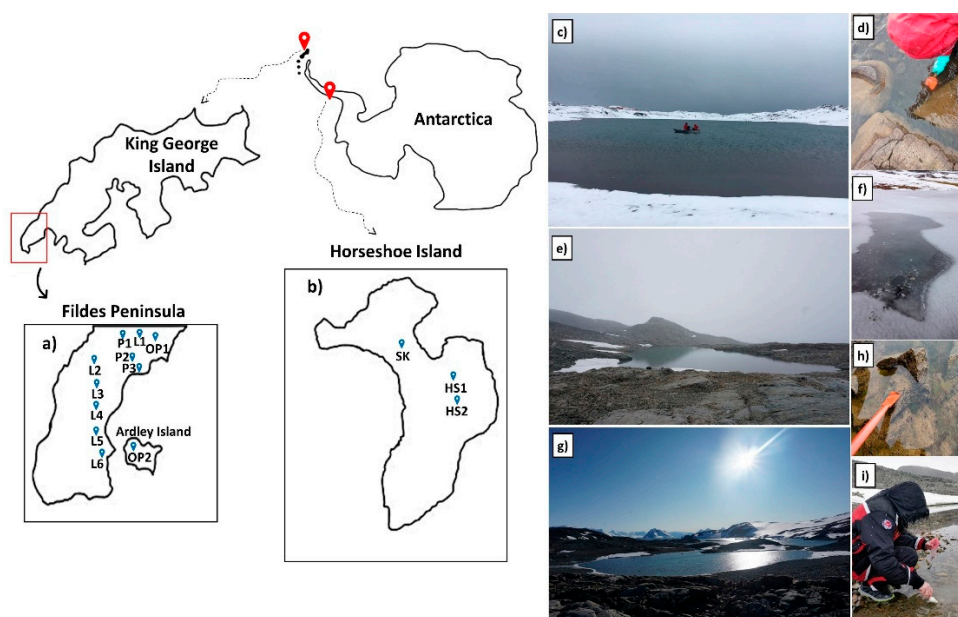 King George
Island
Antarctica
Fildes Peninsula
a)
P1
L1
OP1
P2
P3
L2
L3
L4
L5
L6
Ardley Island
OP2
Horseshoe Island
b)
SK
HS1
HS2
c)
d)
e)
f)
g)
h)
i)